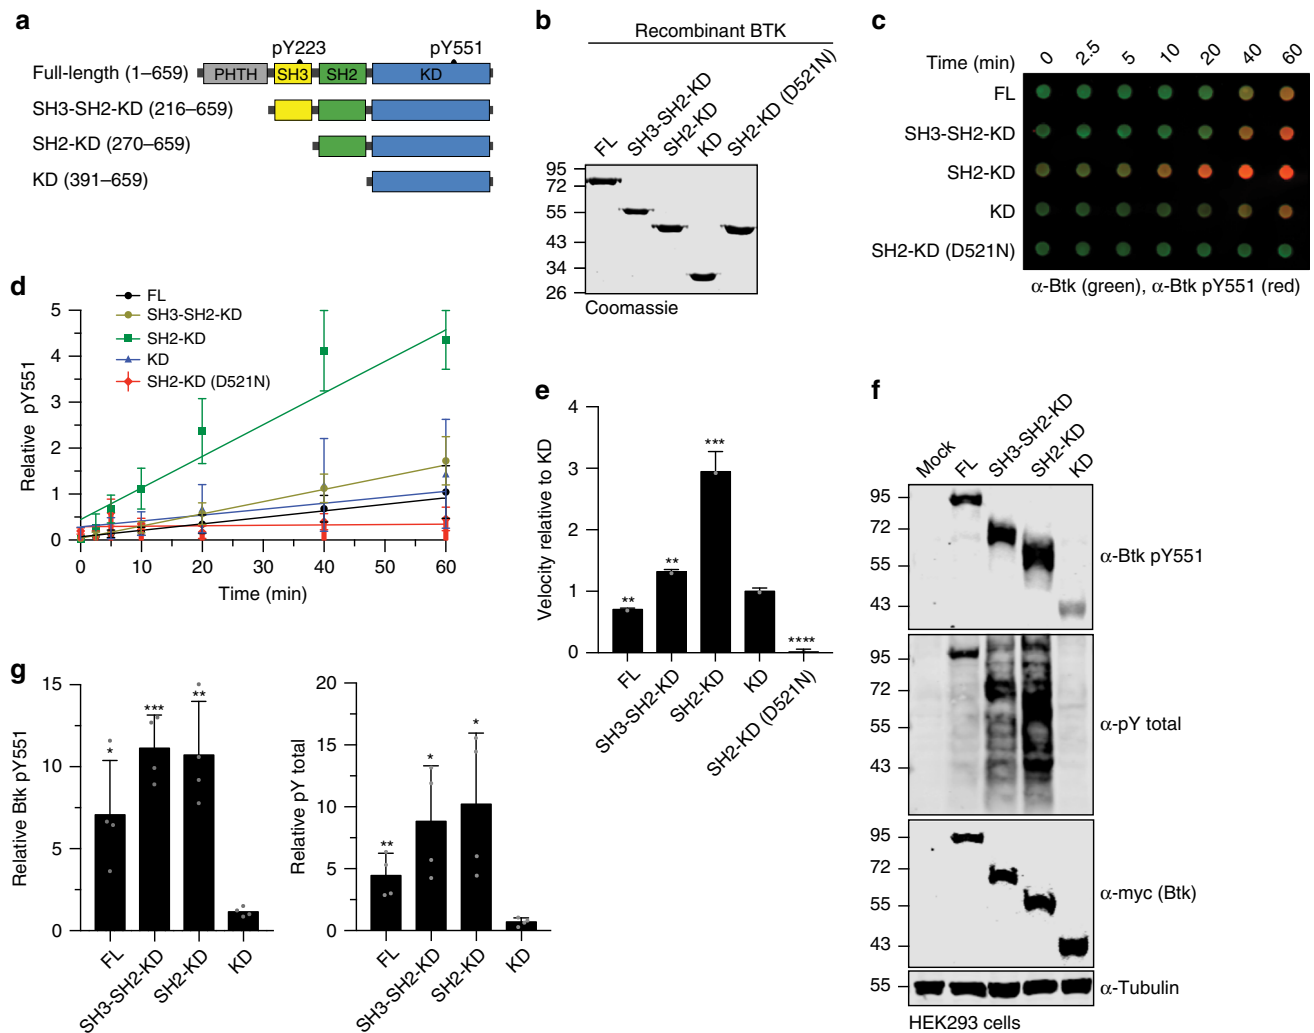 a
pY223
pY551
Full-length (1–659)
PHTH
SH3
SH2
KD
SH3-SH2-KD (216–659)
SH2-KD (270–659)
KD (391–659)
b
Recombinant BTK
FL
SH3-SH2-KD
SH2-KD
KD
SH2-KD (D521N)
95
72
55
43
34
26
Coomassie
c
Time (min)
0 2.5 5 10 20 40 60
FL
SH3-SH2-KD
SH2-KD
KD
SH2-KD (D521N)
α-Btk (green), α-Btk pY551 (red)
d
FL
SH3-SH2-KD
SH2-KD
KD
SH2-KD (D521N)
Relative pY551
5
4
3
2
1
0
0 10 20 30 40 50 60
Time (min)
e
Velocity relative to KD
4
3
2
1
0
**
**
***
****
FL
SH3-SH2-KD
SH2-KD
KD
SH2-KD (D521N)
f
Mock
FL
SH3-SH2-KD
SH2-KD
KD
95
72
55
43
α-Btk pY551
95
72
55
43
α-pY total
95
72
55
43
α-myc (Btk)
55
α-Tubulin
HEK293 cells
g
Relative Btk pY551
15
10
5
0
*
***
**
FL
SH3-SH2-KD
SH2-KD
KD
Relative pY total
20
15
10
5
0
**
*
*
FL
SH3-SH2-KD
SH2-KD
KD